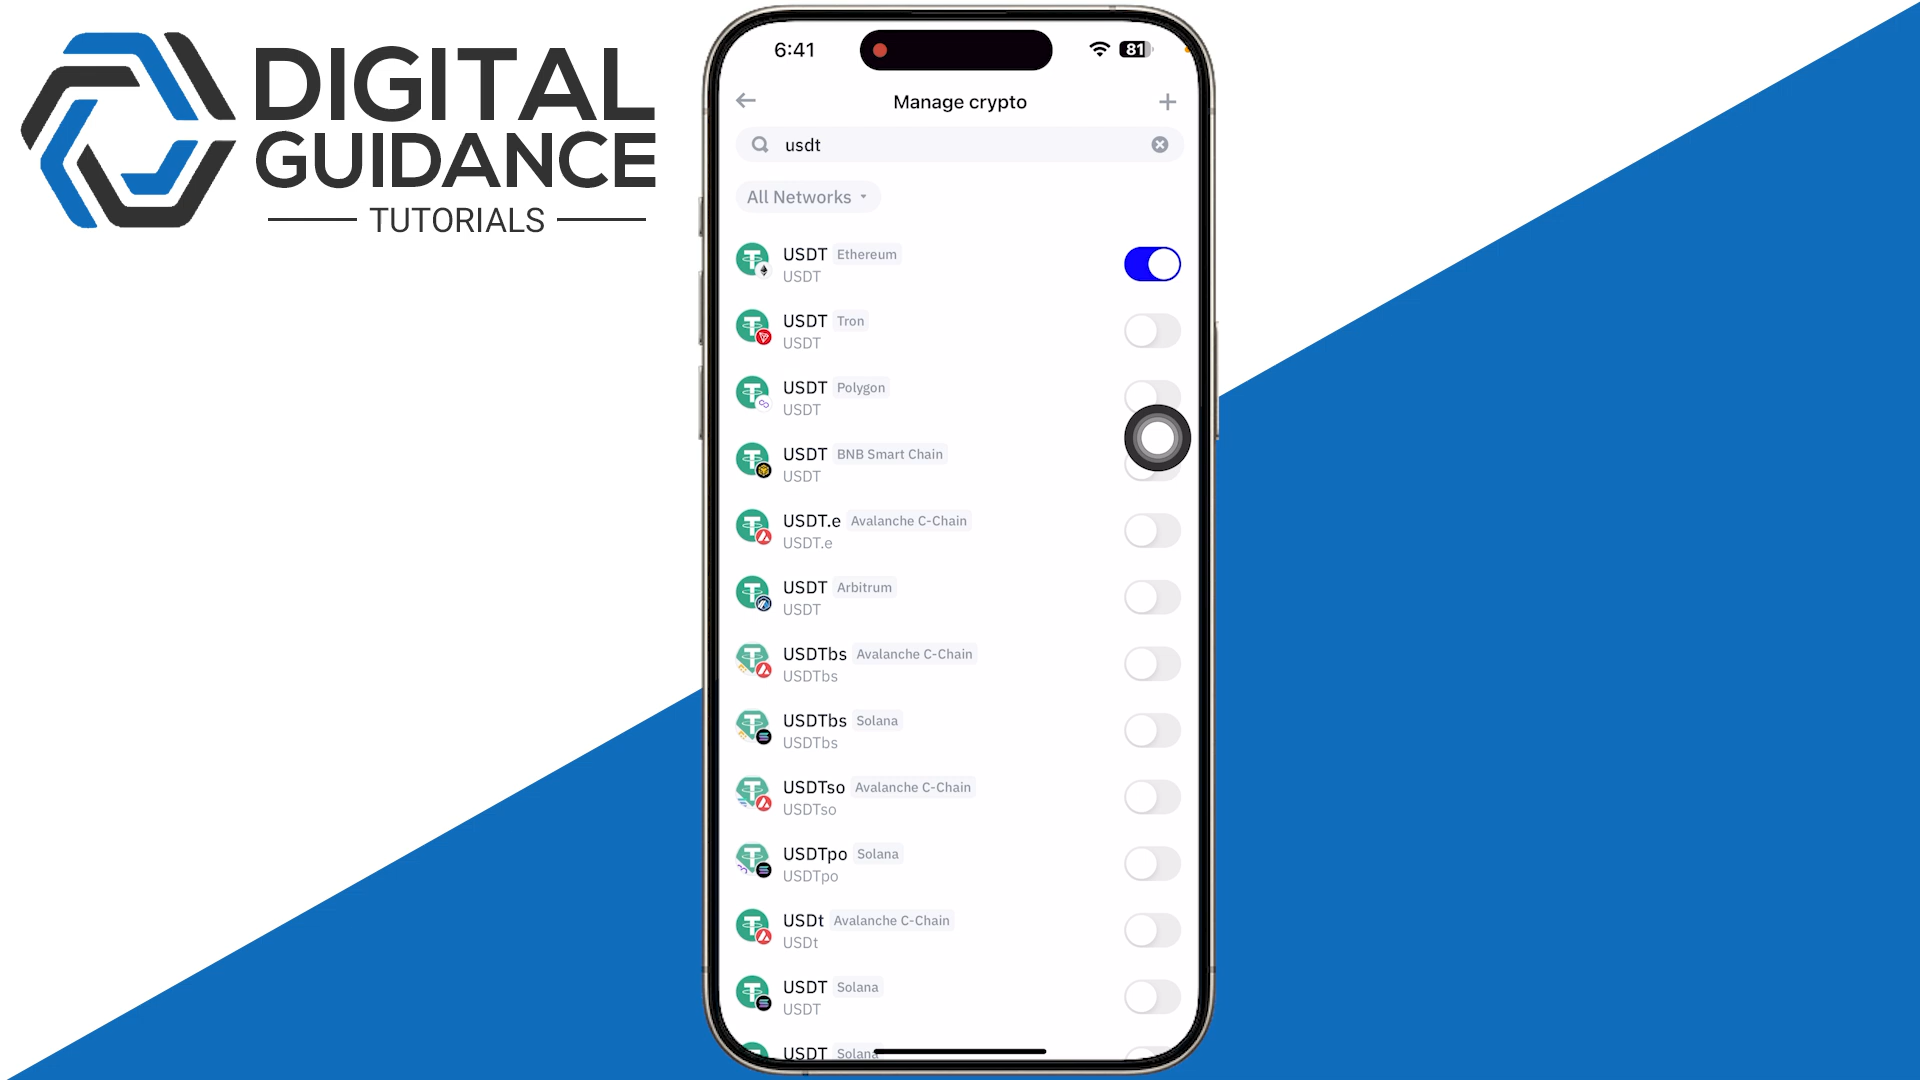 DIGITAL
GUIDANCE
TUTORIALS
6:41
81
Manage crypto
usdt
All Networks
USDT Ethereum
USDT
USDT Tron
USDT
USDT Polygon
USDT
USDT BNB Smart Chain
USDT
USDT.e Avalanche C-Chain
USDT.e
USDT Arbitrum
USDT
USDTbs Avalanche C-Chain
USDTbs
USDTbs Solana
USDTbs
USDTso Avalanche C-Chain
USDTso
USDTpo Solana
USDTpo
USDt Avalanche C-Chain
USDt
USDT Solana
USDT
USDT Solana